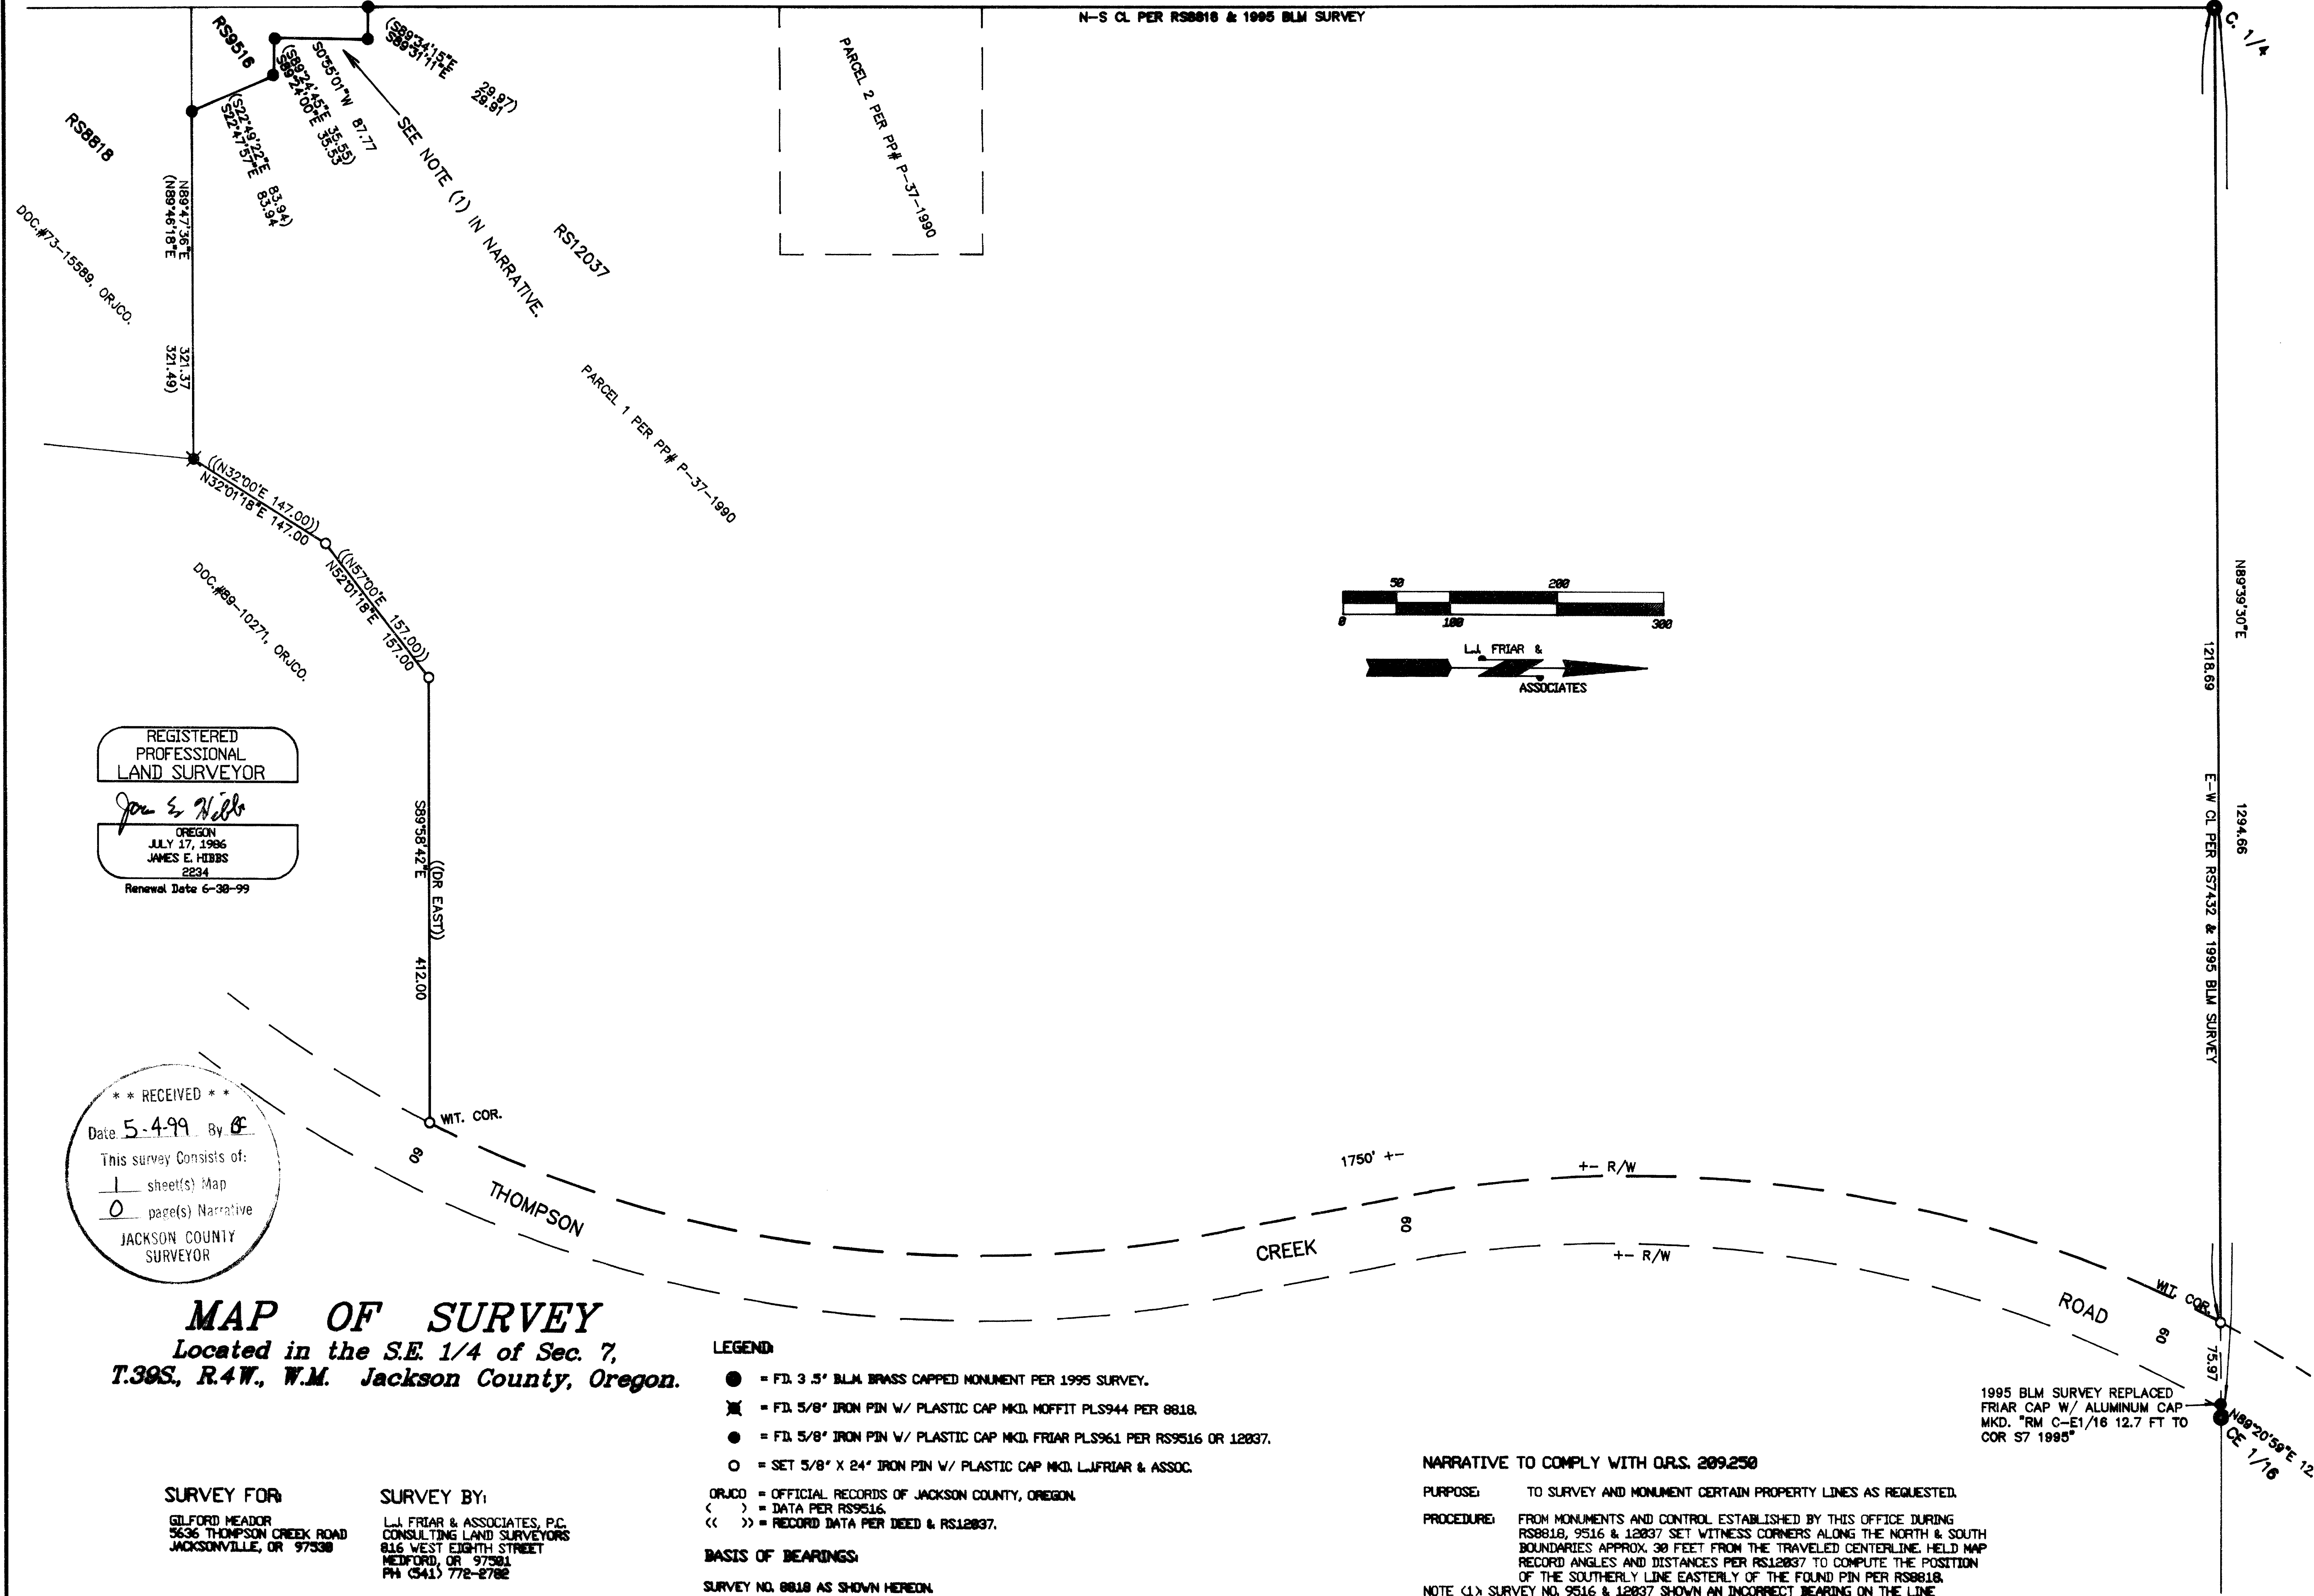 N-S CL PER RS8818 & 1995 BLM SURVEY
C. 1/4
RS9516
(S89°34'15"E 29.97)
S89°31'11"E 29.91
S0°55'01"W 87.77
(S89°24'45"E 35.55)
S89°24'00"E 35.53
(S22°49'22"E 83.94)
S22°47'57"E 83.94
SEE NOTE (1) IN NARRATIVE.
PARCEL 2 PER PP# P-37-1990
RS8818
N89°47'36"E 321.37
(N89°46'18"E 321.49)
DOC.#73-15589, ORJCO.
RS12037
PARCEL 1 PER PP# P-37-1990
((N32°00'E 147.00))
N32°01'18"E 147.00
((N57°00'E 157.00))
N52°01'18"E 157.00
DOC.#89-10271, ORJCO.
50 200
0 100 300
L.J. FRIAR &
ASSOCIATES
N89°39'30"E 1294.66
1218.69
E-W CL PER RS7432 & 1995 BLM SURVEY
REGISTERED
PROFESSIONAL
LAND SURVEYOR
OREGON
JULY 17, 1986
JAMES E. HIBBS
2234
Renewal Date 6-30-99
S89°58'42"E 412.00
((DR EAST))
WIT. COR.
60
THOMPSON
CREEK
ROAD
1750' +-
+- R/W
60
+- R/W
WIT. COR.
60
75.97
* * RECEIVED * *
Date 5-4-99 By
This survey Consists of:
1 sheet(s) Map
0 page(s) Narrative
JACKSON COUNTY
SURVEYOR
MAP OF SURVEY
Located in the S.E. 1/4 of Sec. 7,
T.39S., R.4W., W.M. Jackson County, Oregon.
1995 BLM SURVEY REPLACED
FRIAR CAP W/ ALUMINUM CAP
MKD. "RM C-E1/16 12.7 FT TO
COR S7 1995"
N89°20'59"E 12.
CE 1/16
LEGEND:
= FD. 3.5" B.L.M. BRASS CAPPED MONUMENT PER 1995 SURVEY.
= FD. 5/8" IRON PIN W/ PLASTIC CAP MKD. MOFFIT PLS944 PER 8818.
= FD. 5/8" IRON PIN W/ PLASTIC CAP MKD. FRIAR PLS961 PER RS9516 OR 12037.
= SET 5/8" X 24" IRON PIN W/ PLASTIC CAP MKD. L.J.FRIAR & ASSOC.
ORJCO = OFFICIAL RECORDS OF JACKSON COUNTY, OREGON.
( ) = DATA PER RS9516.
(( )) = RECORD DATA PER DEED & RS12037.
BASIS OF BEARINGS:
SURVEY NO. 8818 AS SHOWN HEREON.
SURVEY FOR:
GILFORD MEADOR
5636 THOMPSON CREEK ROAD
JACKSONVILLE, OR 97530
SURVEY BY:
L.J. FRIAR & ASSOCIATES, P.C.
CONSULTING LAND SURVEYORS
816 WEST EIGHTH STREET
MEDFORD, OR 97501
PH. (541) 772-2782
NARRATIVE TO COMPLY WITH O.R.S. 209.250
PURPOSE: TO SURVEY AND MONUMENT CERTAIN PROPERTY LINES AS REQUESTED.
PROCEDURE: FROM MONUMENTS AND CONTROL ESTABLISHED BY THIS OFFICE DURING
RS8818, 9516 & 12037 SET WITNESS CORNERS ALONG THE NORTH & SOUTH
BOUNDARIES APPROX. 30 FEET FROM THE TRAVELED CENTERLINE. HELD MAP
RECORD ANGLES AND DISTANCES PER RS12037 TO COMPUTE THE POSITION
OF THE SOUTHERLY LINE EASTERLY OF THE FOUND PIN PER RS8818.
NOTE (1): SURVEY NO. 9516 & 12037 SHOWN AN INCORRECT BEARING ON THE LINE